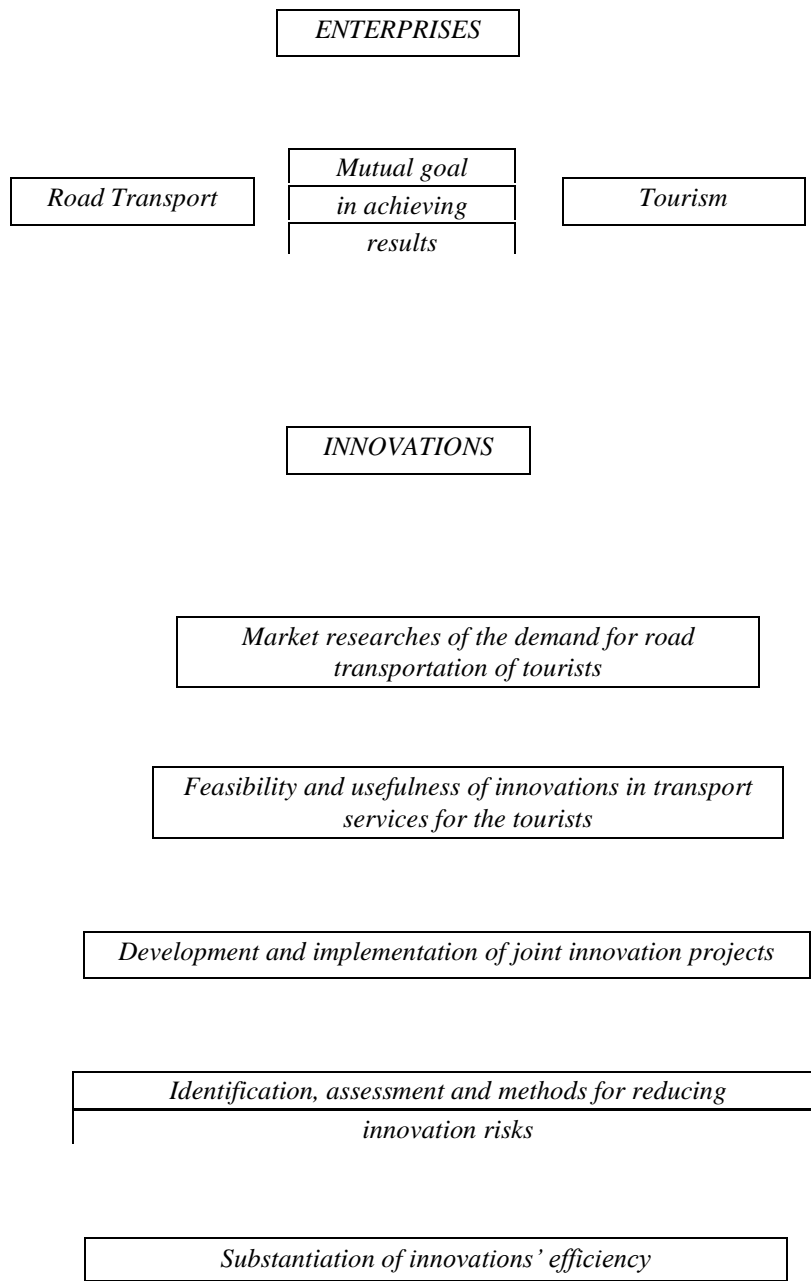 ENTERPRISES
Mutual goal
Road Transport
in achieving
Tourism
results
INNOVATIONS
Market researches of the demand for road
transportation of tourists
Feasibility and usefulness of innovations in transport
services for the tourists
Development and implementation of joint innovation projects
Identification, assessment and methods for reducing
innovation risks
Substantiation of innovations’ efficiency